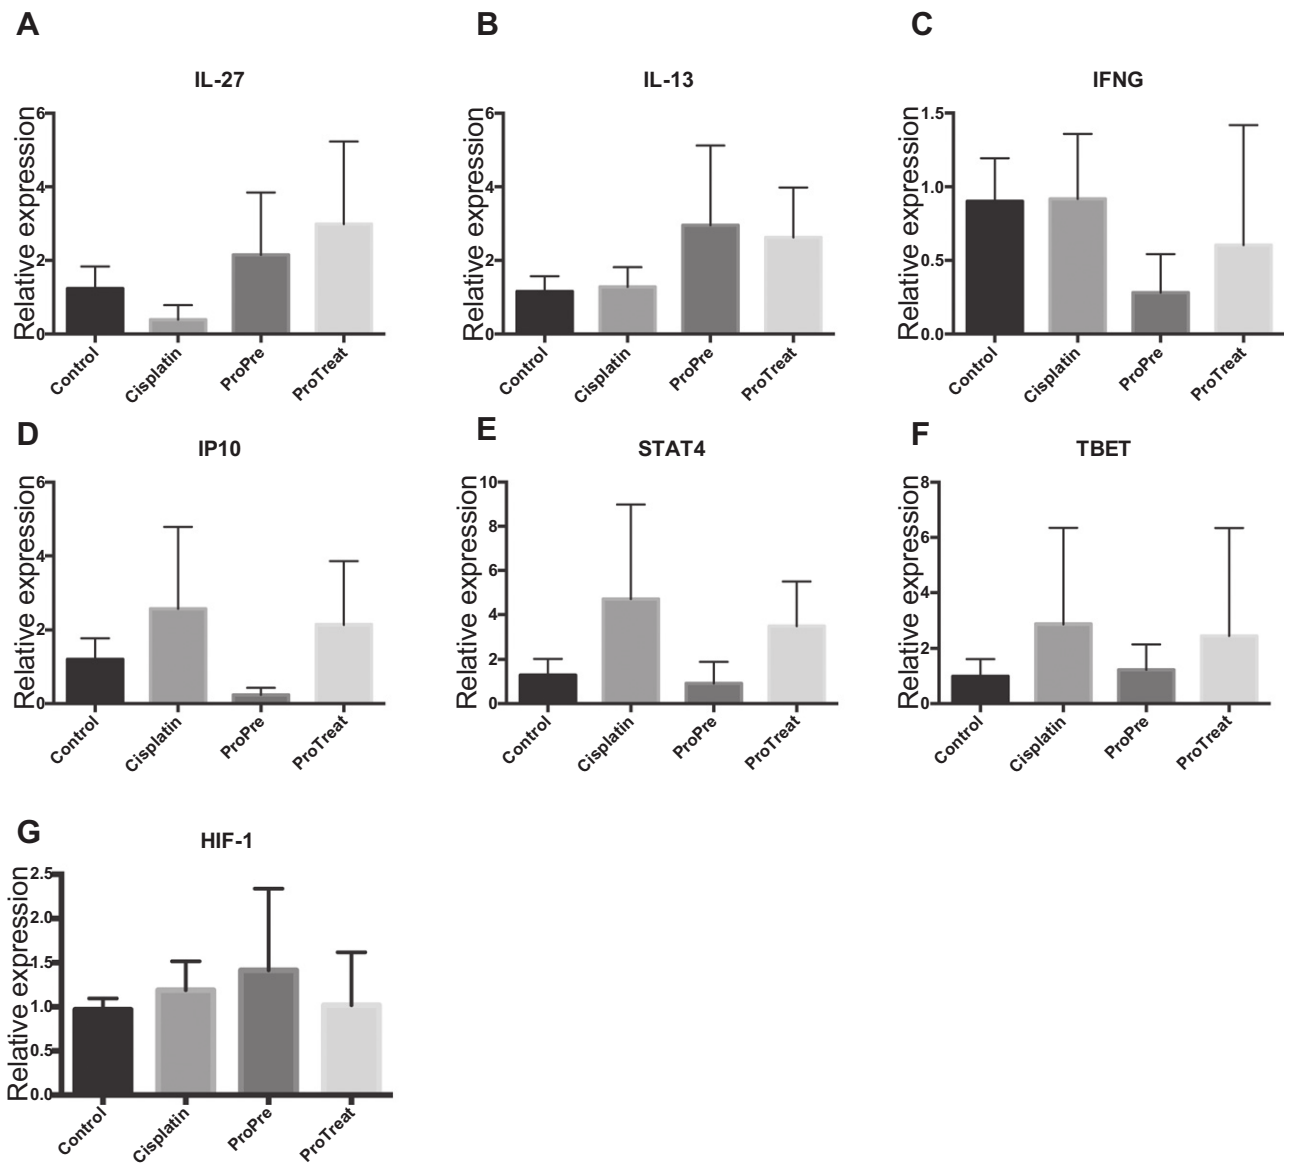 A
IL-27
Relative expression
6
4
2
0
Control
Cisplatin
ProPre
ProTreat
B
IL-13
Relative expression
6
4
2
0
Control
Cisplatin
ProPre
ProTreat
C
IFNG
Relative expression
1.5
1.0
0.5
0.0
Control
Cisplatin
ProPre
ProTreat
D
IP10
Relative expression
6
4
2
0
Control
Cisplatin
ProPre
ProTreat
E
STAT4
Relative expression
10
8
6
4
2
0
Control
Cisplatin
ProPre
ProTreat
F
TBET
Relative expression
8
6
4
2
0
Control
Cisplatin
ProPre
ProTreat
G
HIF-1
Relative expression
2.5
2.0
1.5
1.0
0.5
0.0
Control
Cisplatin
ProPre
ProTreat